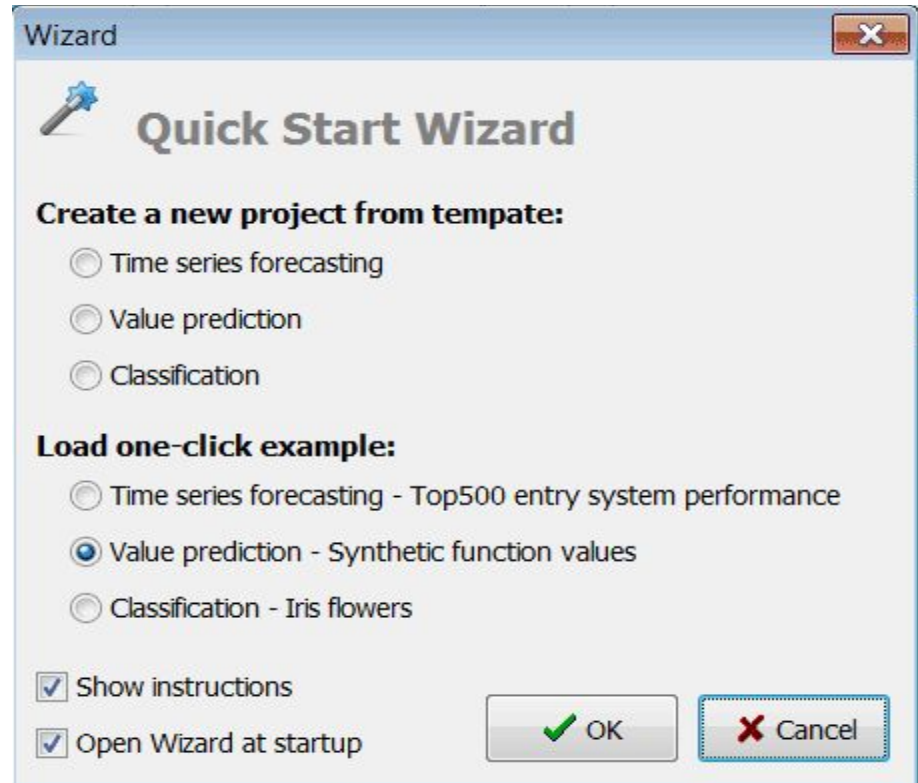 Wizard
Quick Start Wizard
Create a new project from tempate:
Time series forecasting
Value prediction
Classification
Load one-click example:
Time series forecasting - Top500 entry system performance
Value prediction - Synthetic function values
Classification - Iris flowers
Show instructions
Open Wizard at startup
OK
Cancel